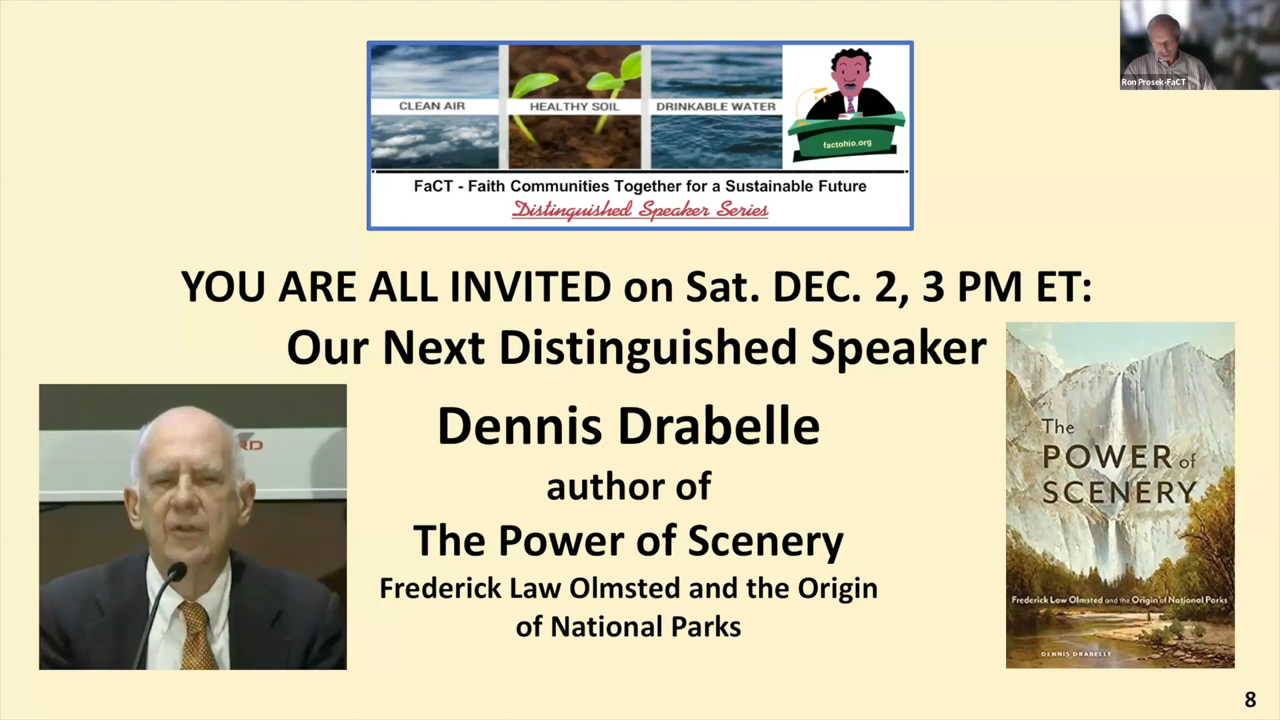 Ron Prosek-FaCT
CLEAN AIR
HEALTHY SOIL
DRINKABLE WATER
factohio.org
FaCT - Faith Communities Together for a Sustainable Future
Distinguished Speaker Series
YOU ARE ALL INVITED on Sat. DEC. 2, 3 PM ET:
Our Next Distinguished Speaker
Dennis Drabelle
author of
The Power of Scenery
Frederick Law Olmsted and the Origin
of National Parks
RD
The
POWER of
SCENERY
Frederick Law Olmsted and the Origin of National Parks
DENNIS DRABELLE
8